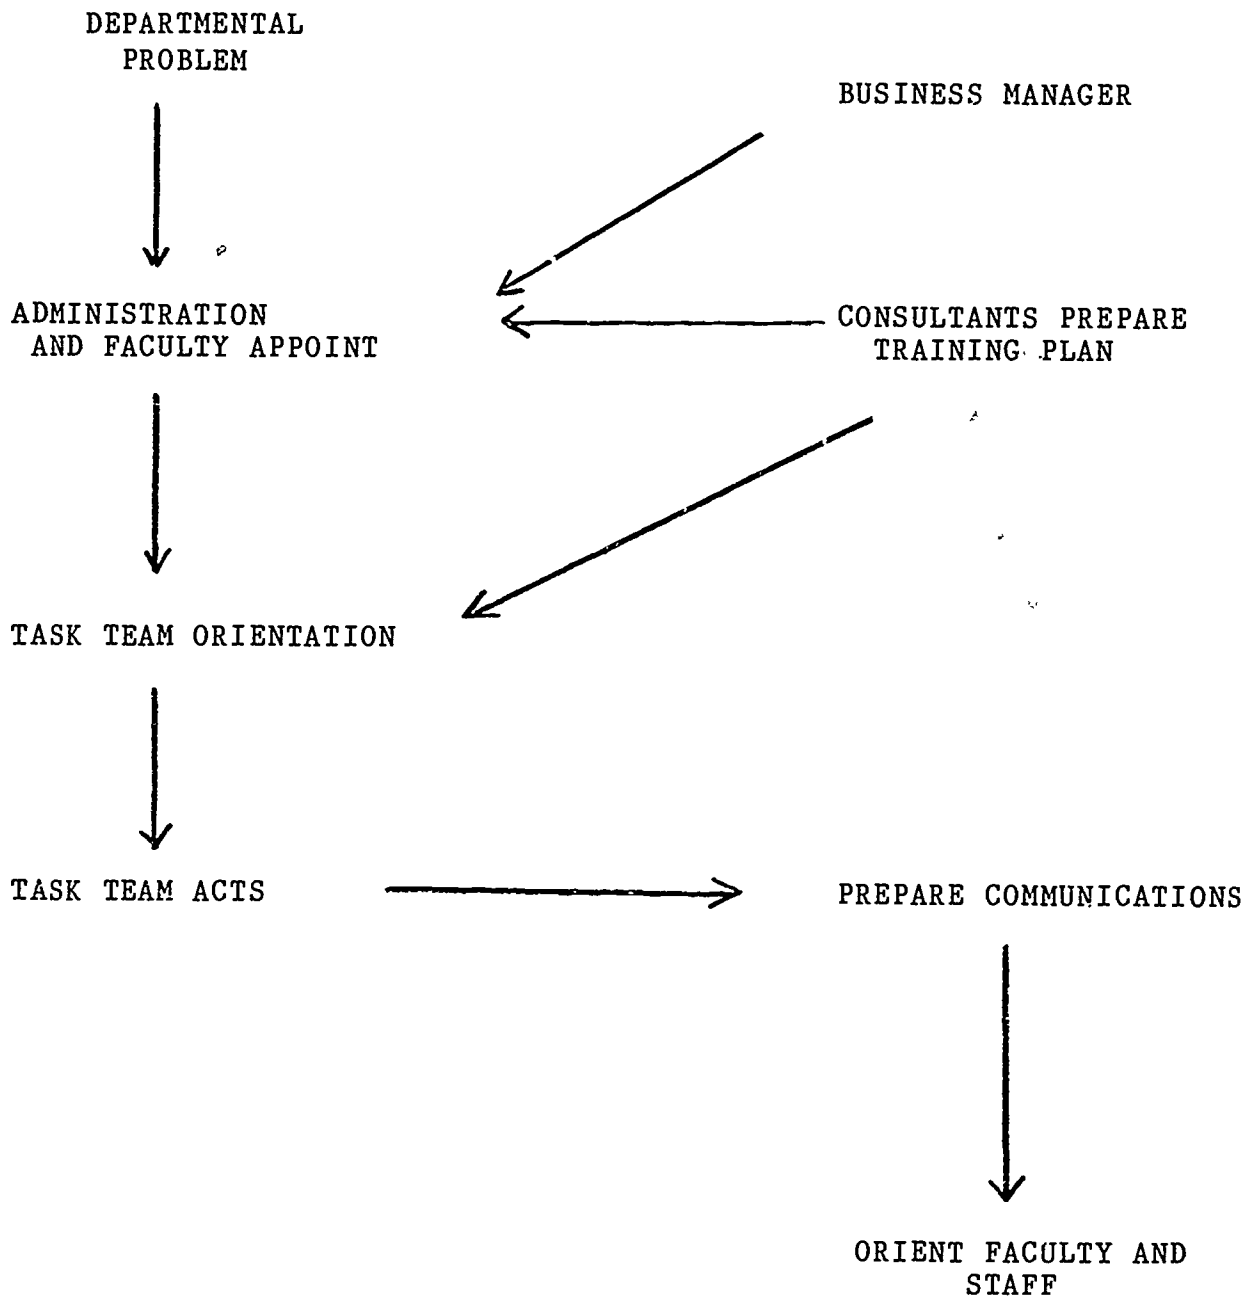 DEPARTMENTAL
PROBLEM
BUSINESS MANAGER
ADMINISTRATION
AND FACULTY APPOINT
CONSULTANTS PREPARE
TRAINING PLAN
TASK TEAM ORIENTATION
TASK TEAM ACTS
PREPARE COMMUNICATIONS
ORIENT FACULTY AND
STAFF